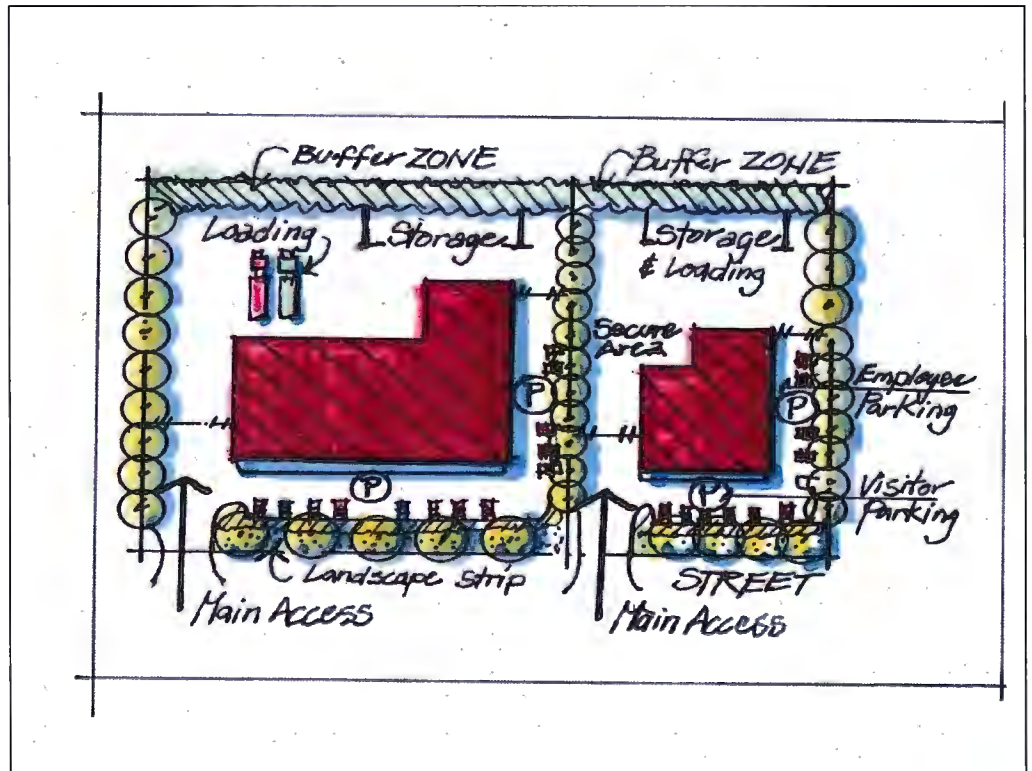 Buffer ZONE
Buffer ZONE
Loading
Storage
Storage
& Loading
Secure
Area
Employee
Parking
P
P
P
P
Visitor
Parking
Landscape Strip
STREET
Main Access
Main Access